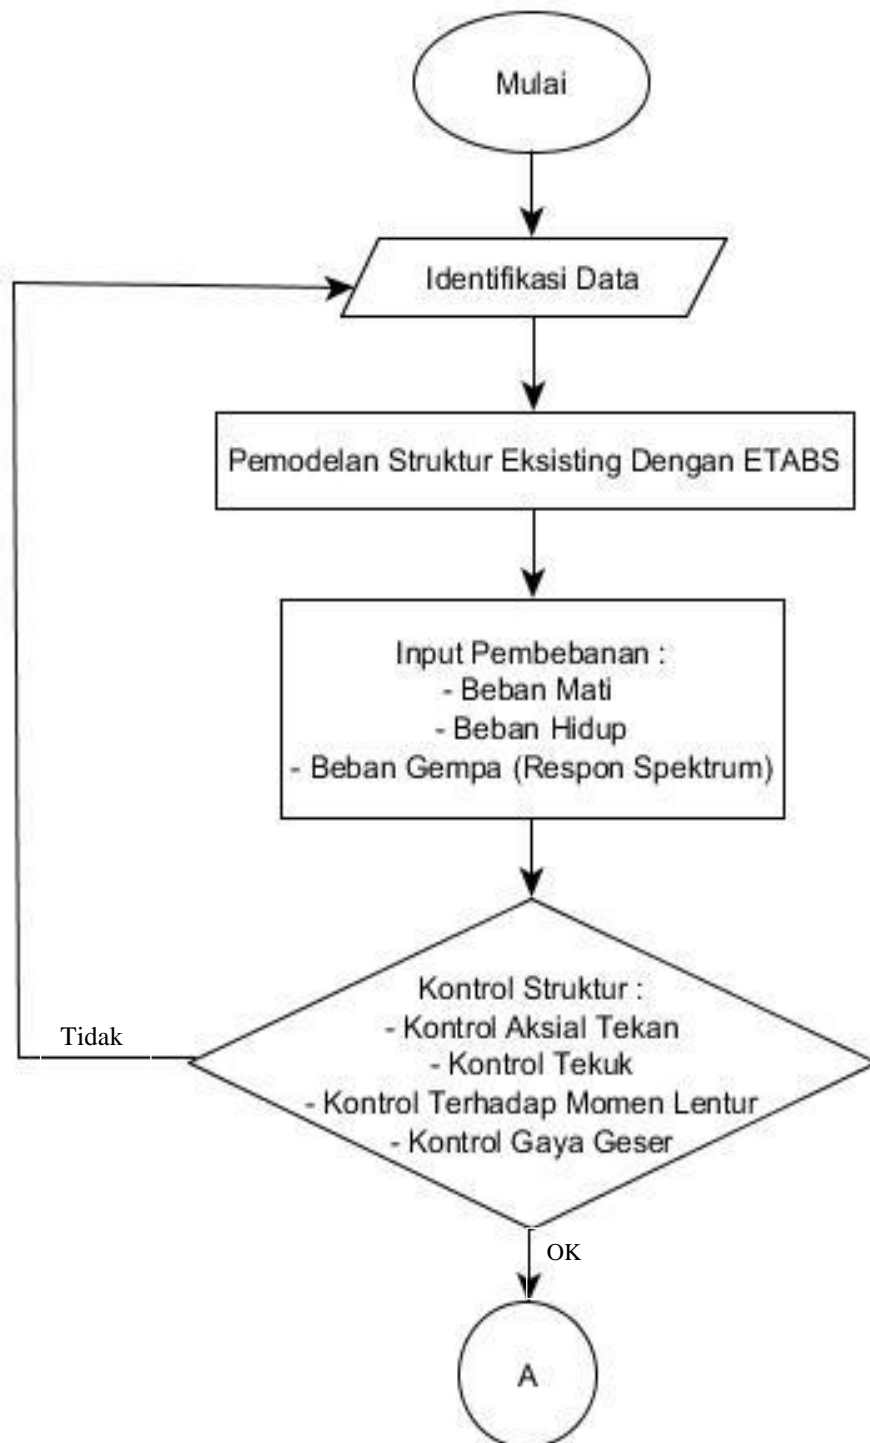 Mulai
Identifikasi Data
Pemodelan Struktur Eksisting Dengan ETABS
Input Pembebanan :
- Beban Mati
- Beban Hidup
- Beban Gempa (Respon Spektrum)
Kontrol Struktur :
- Kontrol Aksial Tekan
- Kontrol Tekuk
- Kontrol Terhadap Momen Lentur
- Kontrol Gaya Geser
Tidak
OK
A